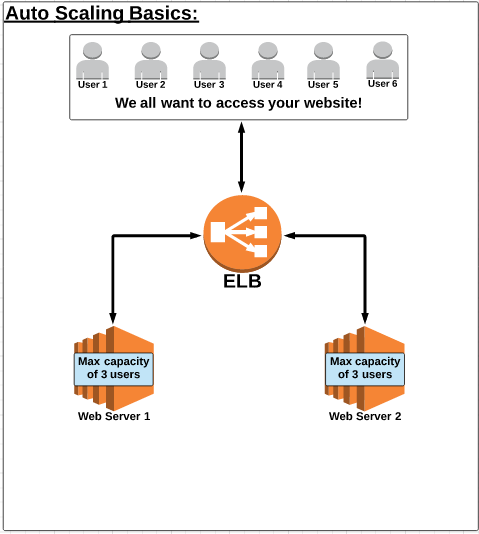 Auto Scaling Basics:
User 1 User 2 User 3 User 4 User 5 User 6
We all want to access your website!
ELB
Max capacity
of 3 users
Web Server 1
Max capacity
of 3 users
Web Server 2